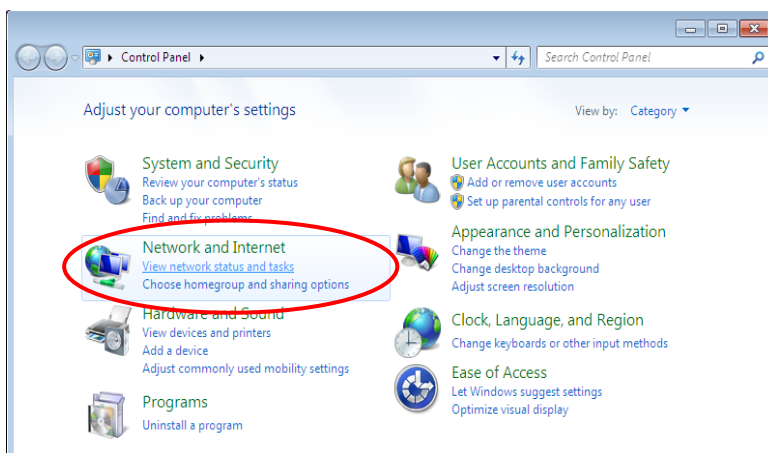 Control Panel
Search Control Panel
Adjust your computer's settings
View by: Category
System and Security
Review your computer's status
Back up your computer
Find and fix problems
Network and Internet
View network status and tasks
Choose homegroup and sharing options
Hardware and Sound
View devices and printers
Add a device
Adjust commonly used mobility settings
Programs
Uninstall a program
User Accounts and Family Safety
Add or remove user accounts
Set up parental controls for any user
Appearance and Personalization
Change the theme
Change desktop background
Adjust screen resolution
Clock, Language, and Region
Change keyboards or other input methods
Ease of Access
Let Windows suggest settings
Optimize visual display